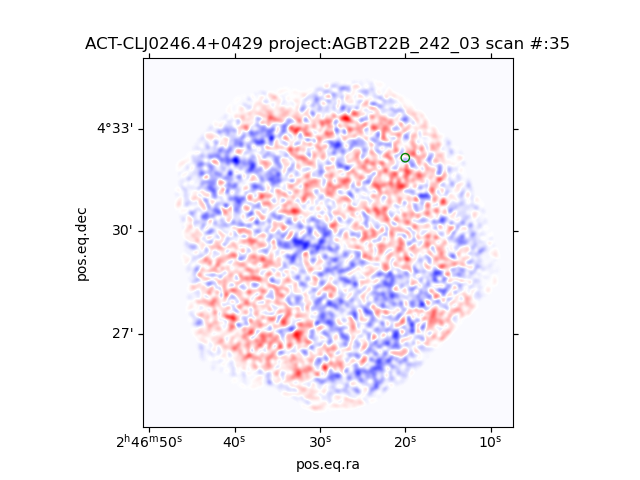 ACT-CLJ0246.4+0429 project:AGBT22B_242_03 scan #:35
4°33'
30'
27'
pos.eq.dec
2ʰ46ᵐ50ˢ 40ˢ 30ˢ 20ˢ 10ˢ
pos.eq.ra